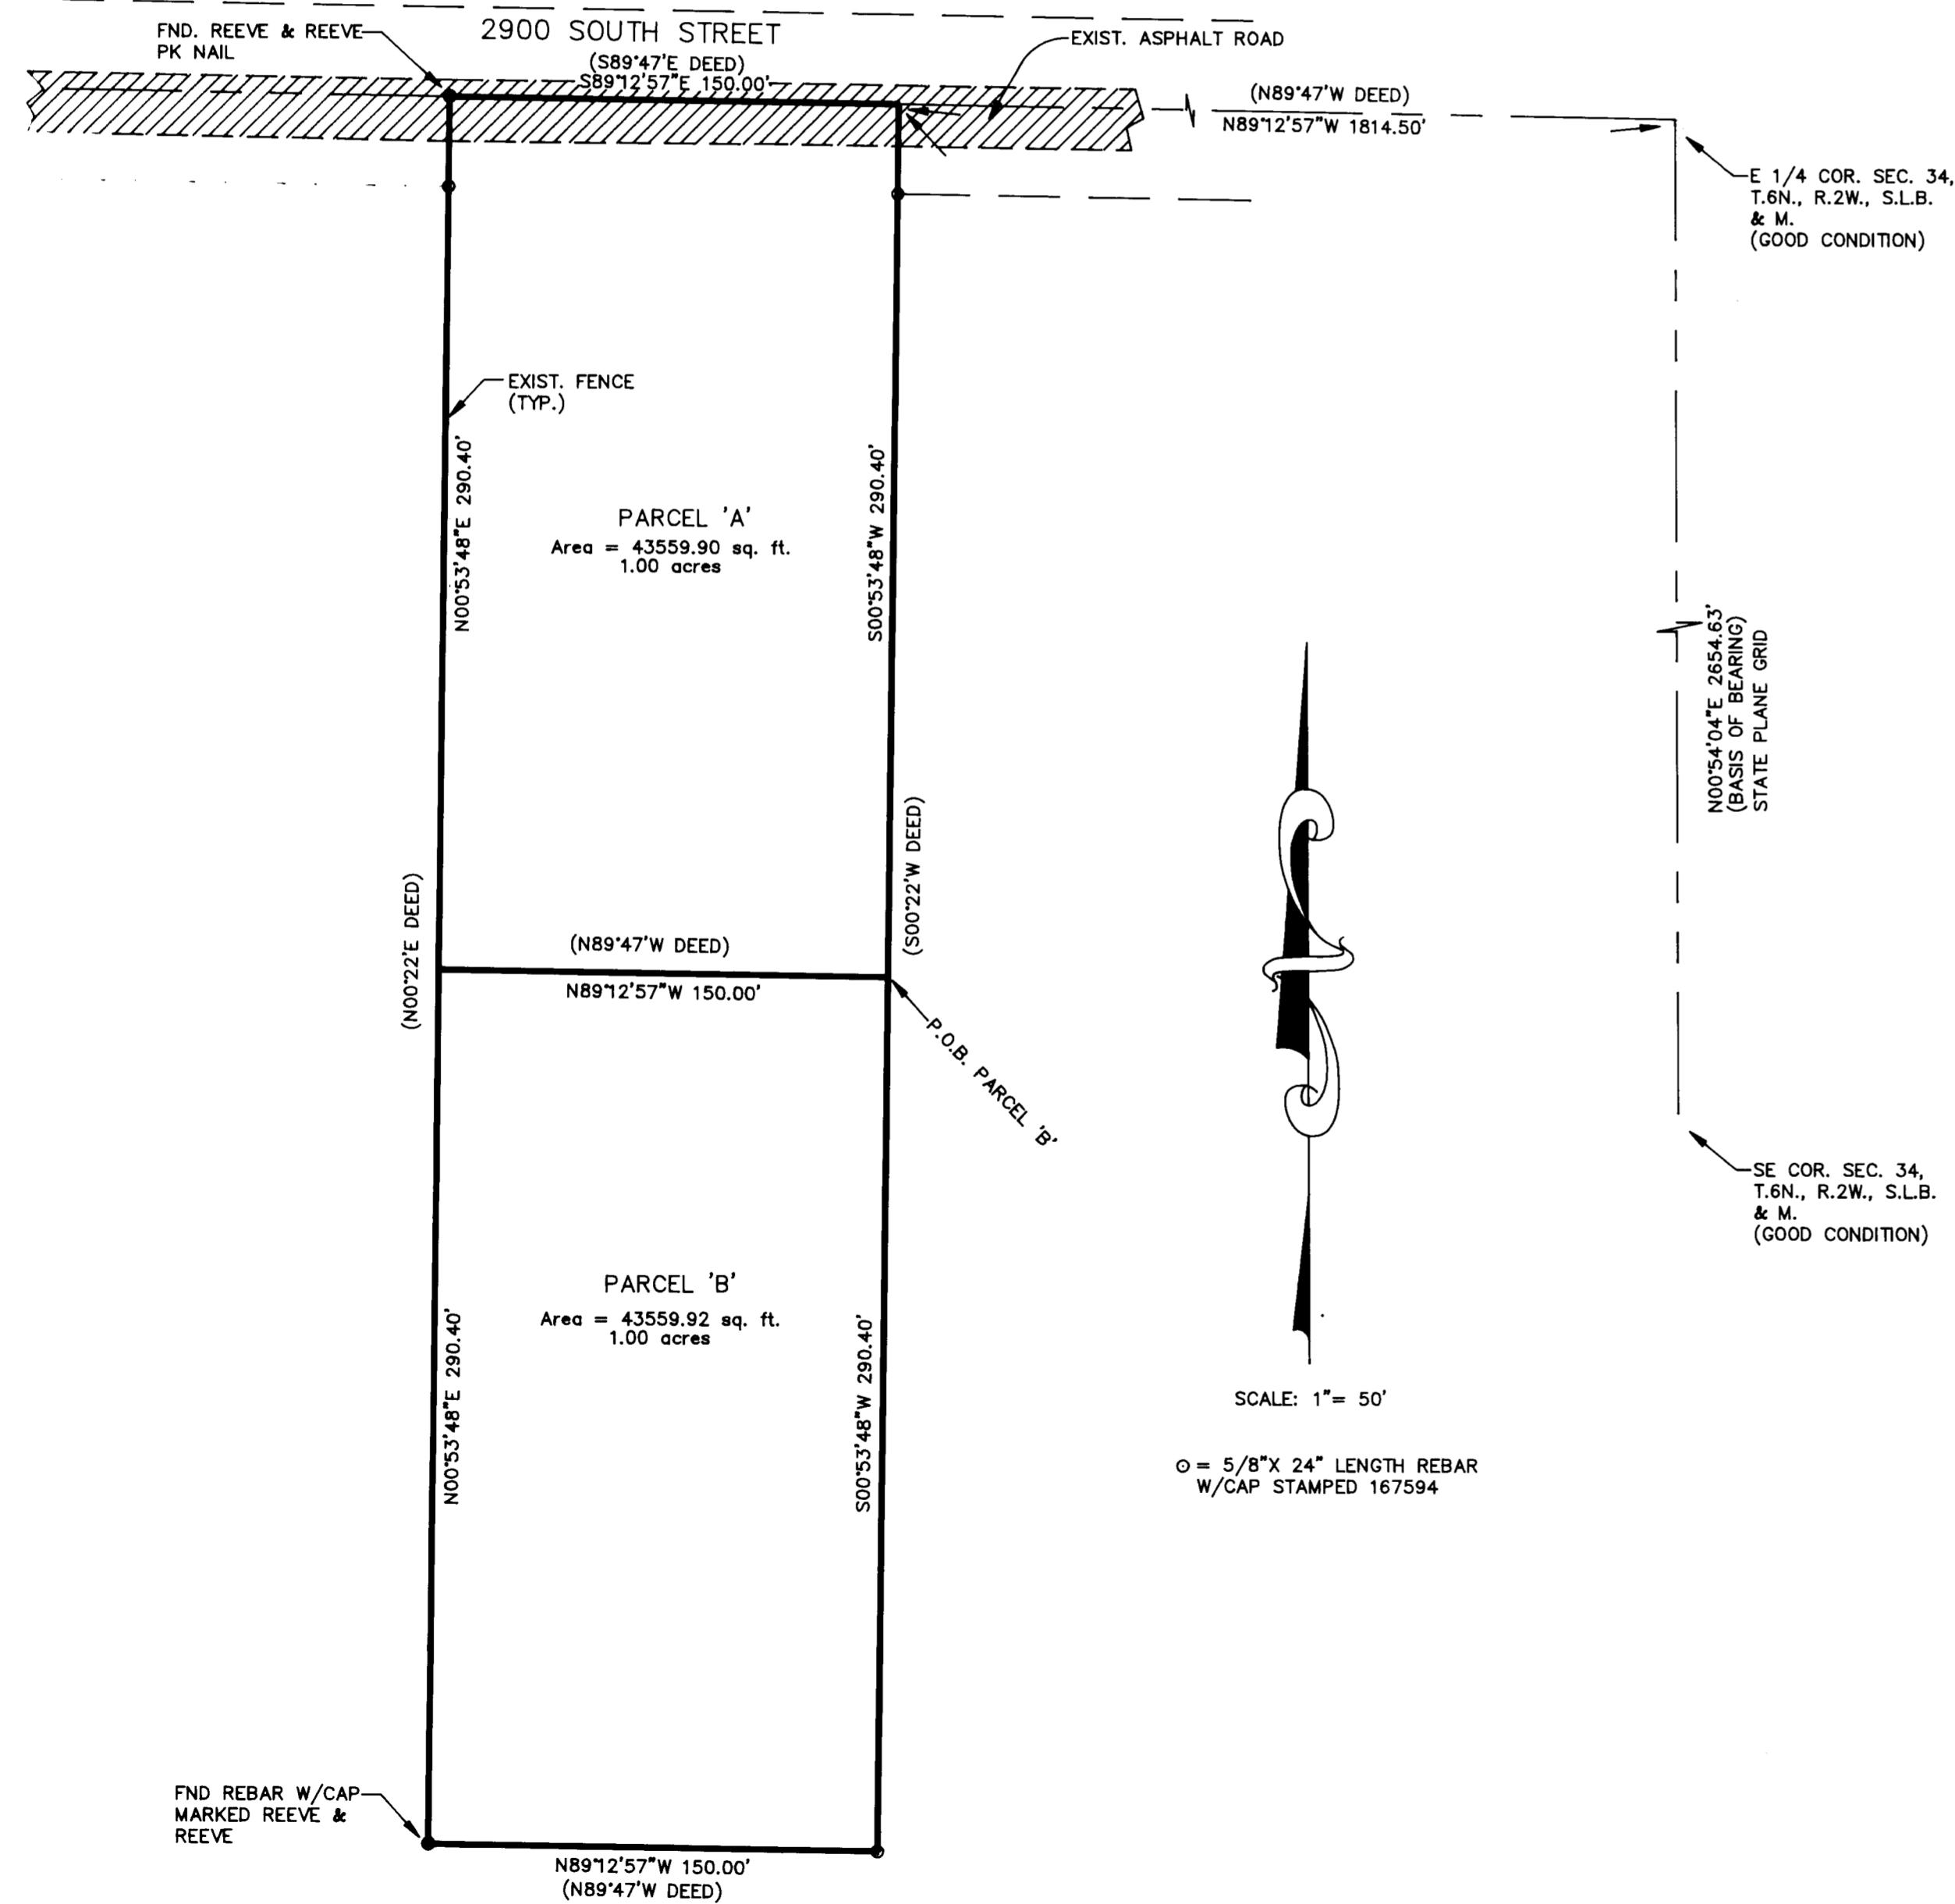 2900 SOUTH STREET
FND. REEVE & REEVE
PK NAIL
(S89°47'E DEED)
S89°12'57"E 150.00'
EXIST. ASPHALT ROAD
(N89°47'W DEED)
N89°12'57"W 1814.50'
E 1/4 COR. SEC. 34,
T.6N., R.2W., S.L.B.
& M.
(GOOD CONDITION)
EXIST. FENCE
(TYP.)
N00°53'48"E 290.40'
S00°53'48"W 290.40'
PARCEL 'A'
Area = 43559.90 sq. ft.
1.00 acres
N00°54'04"E 2654.63'
(BASIS OF BEARING)
STATE PLANE GRID
(N00°22'E DEED)
(S00°22'W DEED)
(N89°47'W DEED)
N89°12'57"W 150.00'
P.O.B. PARCEL 'B'
SE COR. SEC. 34,
T.6N., R.2W., S.L.B.
& M.
(GOOD CONDITION)
PARCEL 'B'
Area = 43559.92 sq. ft.
1.00 acres
N00°53'48"E 290.40'
S00°53'48"W 290.40'
SCALE: 1"= 50'
= 5/8"X 24" LENGTH REBAR
W/CAP STAMPED 167594
FND REBAR W/CAP
MARKED REEVE &
REEVE
N89°12'57"W 150.00'
(N89°47'W DEED)